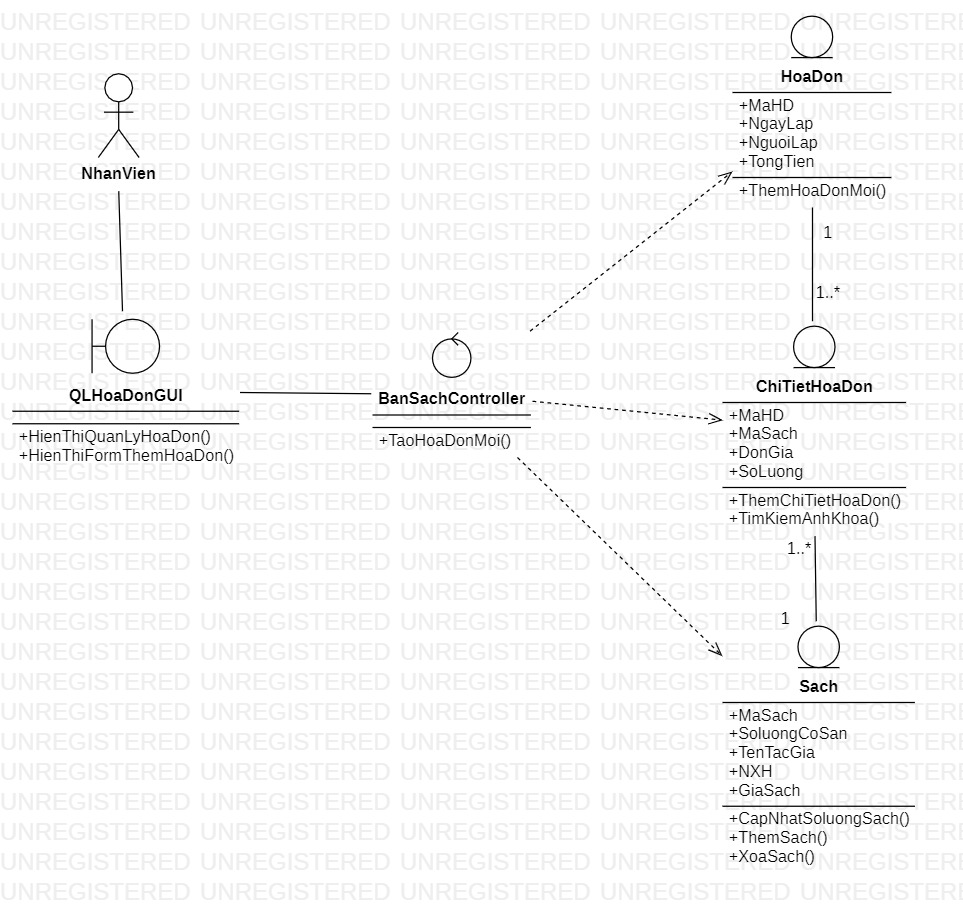 NhanVien
QLHoaDonGUI
+HienThiQuanLyHoaDon()
+HienThiFormThemHoaDon()
BanSachController
+TaoHoaDonMoi()
HoaDon
+MaHD
+NgayLap
+NguoiLap
+TongTien
+ThemHoaDonMoi()
1
1..*
ChiTietHoaDon
+MaHD
+MaSach
+DonGia
+SoLuong
+ThemChiTietHoaDon()
+TimKiemAnhKhoa()
1..*
1
Sach
+MaSach
+SoluongCoSan
+TenTacGia
+NXH
+GiaSach
+CapNhatSoluongSach()
+ThemSach()
+XoaSach()
UNREGISTERED